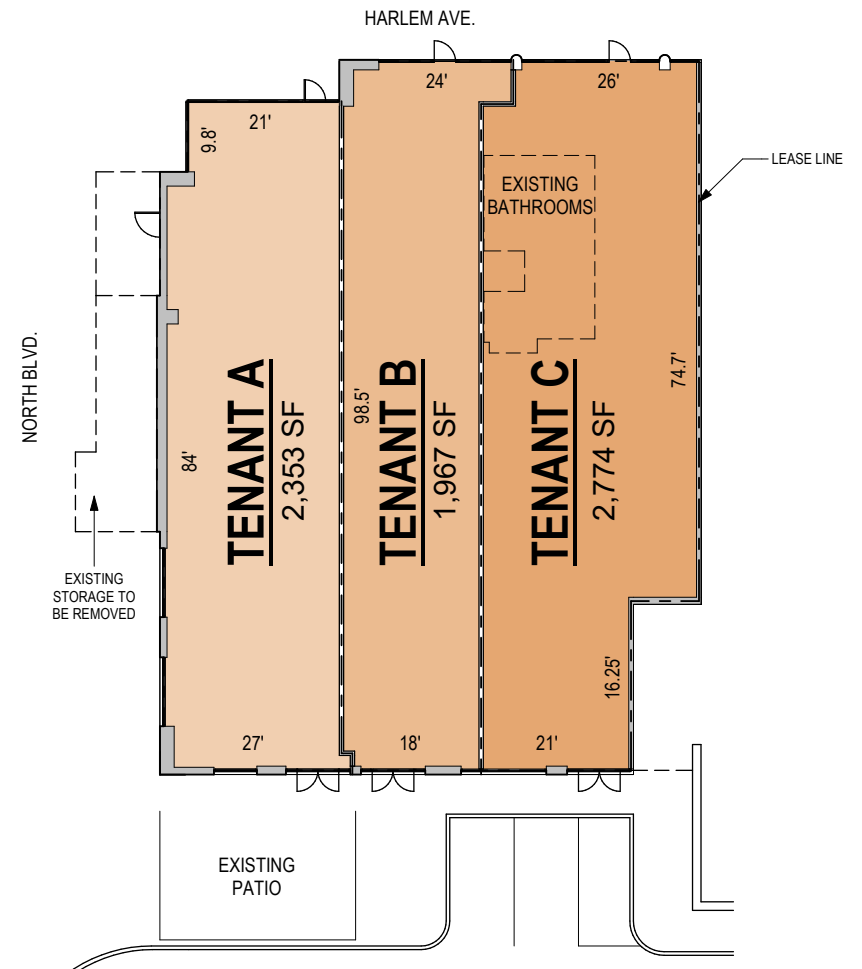 HARLEM AVE.
24'
26'
21'
9.8'
LEASE LINE
EXISTING
BATHROOMS
NORTH BLVD.
TENANT A
2,353 SF
98.5'
TENANT B
1,967 SF
TENANT C
2,774 SF
74.7'
84'
EXISTING
STORAGE TO
BE REMOVED
16.25'
27'
18'
21'
EXISTING
PATIO